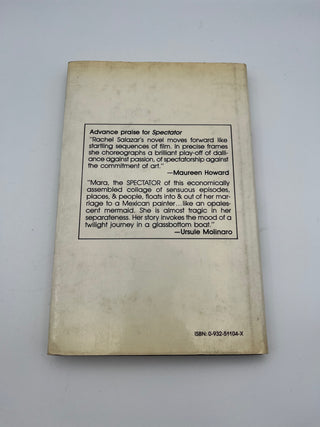 Advance praise for Spectator
"Rachel Salazar's novel moves forward like
startling sequences of film. In precise frames
she choreographs a brilliant play-off of dalli-
ance against passion, of spectatorship against
the commitment of art."
—Maureen Howard
"Mara, the SPECTATOR of this economically
assembled collage of sensuous episodes,
places, & people, floats into & out of her mar-
riage to a Mexican painter...like an opales-
cent mermaid. She is almost tragic in her
separateness. Her story invokes the mood of a
twilight journey in a glassbottom boat."
—Ursule Molinaro
ISBN: 0-932-51104-X